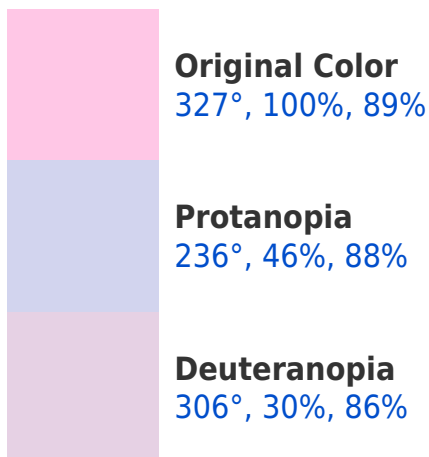 Original Color
327°, 100%, 89%
Protanopia
236°, 46%, 88%
Deuteranopia
306°, 30%, 86%